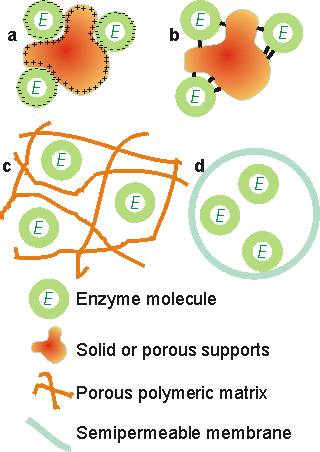 a
E
E
E
b
E
E
E
c
E
E
E
d
E
E
E
E
Enzyme molecule
Solid or porous supports
Porous polymeric matrix
Semipermeable membrane